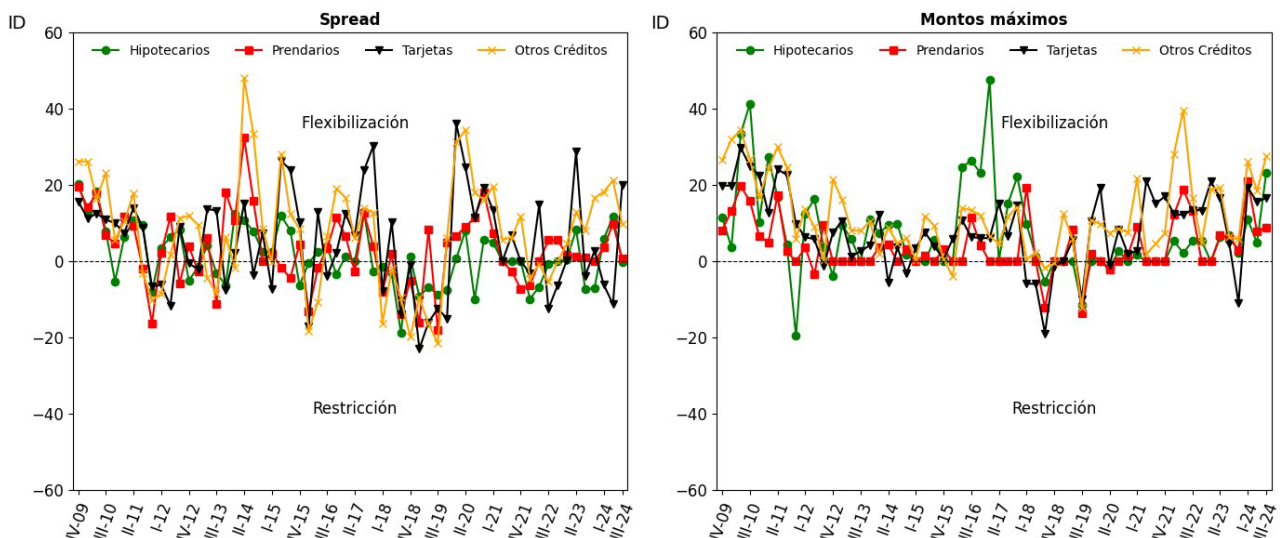 ID Spread
60
40
20
0
−20
−40
−60
Hipotecarios Prendarios Tarjetas Otros Créditos
Flexibilización
Restricción
IV-09 III-10 II-11 I-12 IV-12 III-13 II-14 I-15 IV-15 III-16 II-17 I-18 IV-18 III-19 II-20 I-21 IV-21 III-22 II-23 I-24 III-24
ID Montos máximos
60
40
20
0
−20
−40
−60
Hipotecarios Prendarios Tarjetas Otros Créditos
Flexibilización
Restricción
IV-09 III-10 II-11 I-12 IV-12 III-13 II-14 I-15 IV-15 III-16 II-17 I-18 IV-18 III-19 II-20 I-21 IV-21 III-22 II-23 I-24 III-24